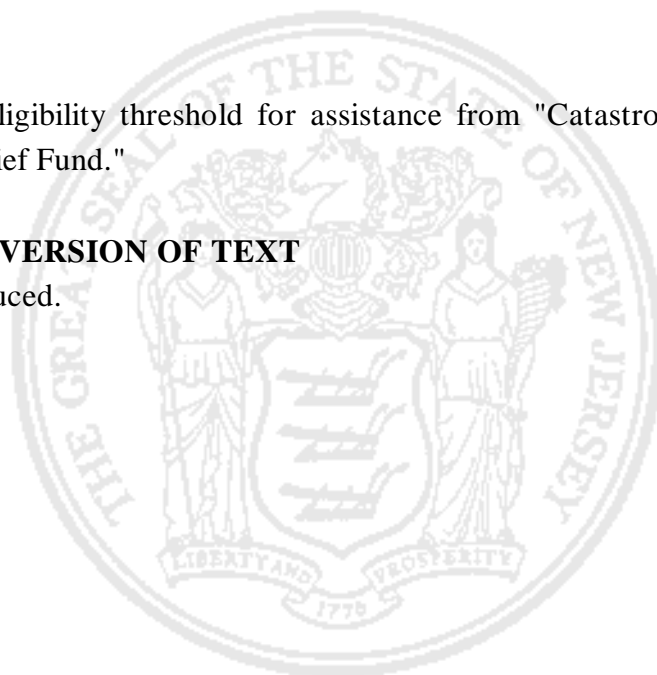 ligibility threshold for assistance from "Catastro
ief Fund."
VERSION OF TEXT
uced.
THE GREAT SEAL OF THE STATE OF NEW JERSEY
LIBERTY AND PROSPERITY
1776